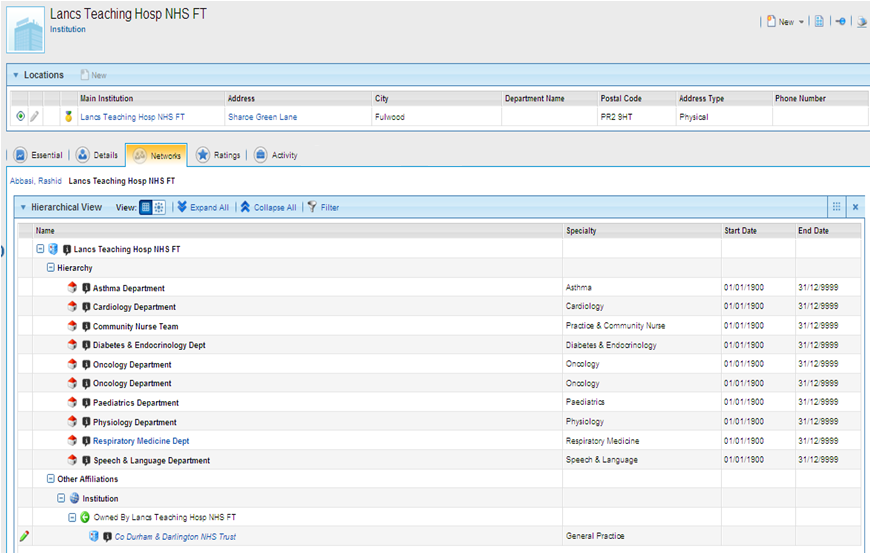 Lancs Teaching Hosp NHS FT
Institution
New
Locations New
Main Institution Address City Department Name Postal Code Address Type Phone Number
Lancs Teaching Hosp NHS FT Sharoe Green Lane Fulwood PR2 9HT Physical
Essential Details Networks Ratings Activity
Abbasi, Rashid Lancs Teaching Hosp NHS FT
Hierarchical View View: Expand All Collapse All Filter
Name Specialty Start Date End Date
Lancs Teaching Hosp NHS FT
Hierarchy
Asthma Department Asthma 01/01/1900 31/12/9999
Cardiology Department Cardiology 01/01/1900 31/12/9999
Community Nurse Team Practice & Community Nurse 01/01/1900 31/12/9999
Diabetes & Endocrinology Dept Diabetes & Endocrinology 01/01/1900 31/12/9999
Oncology Department Oncology 01/01/1900 31/12/9999
Oncology Department Oncology 01/01/1900 31/12/9999
Paediatrics Department Paediatrics 01/01/1900 31/12/9999
Physiology Department Physiology 01/01/1900 31/12/9999
Respiratory Medicine Dept Respiratory Medicine 01/01/1900 31/12/9999
Speech & Language Department Speech & Language 01/01/1900 31/12/9999
Other Affiliations
Institution
Owned By Lancs Teaching Hosp NHS FT
Co Durham & Darlington NHS Trust General Practice